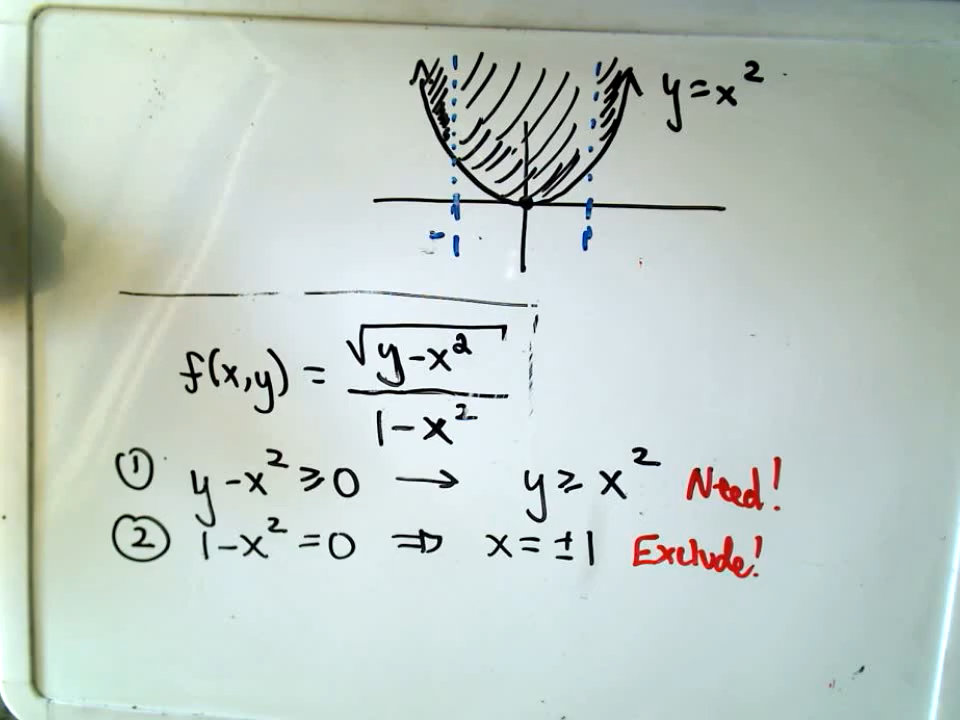 y = x²
-1 1
f(x,y) = √(y-x²) / (1-x²)
① y-x² ≥ 0 → y ≥ x² Need!
② 1-x² = 0 ⇒ x = ±1 Exclude!